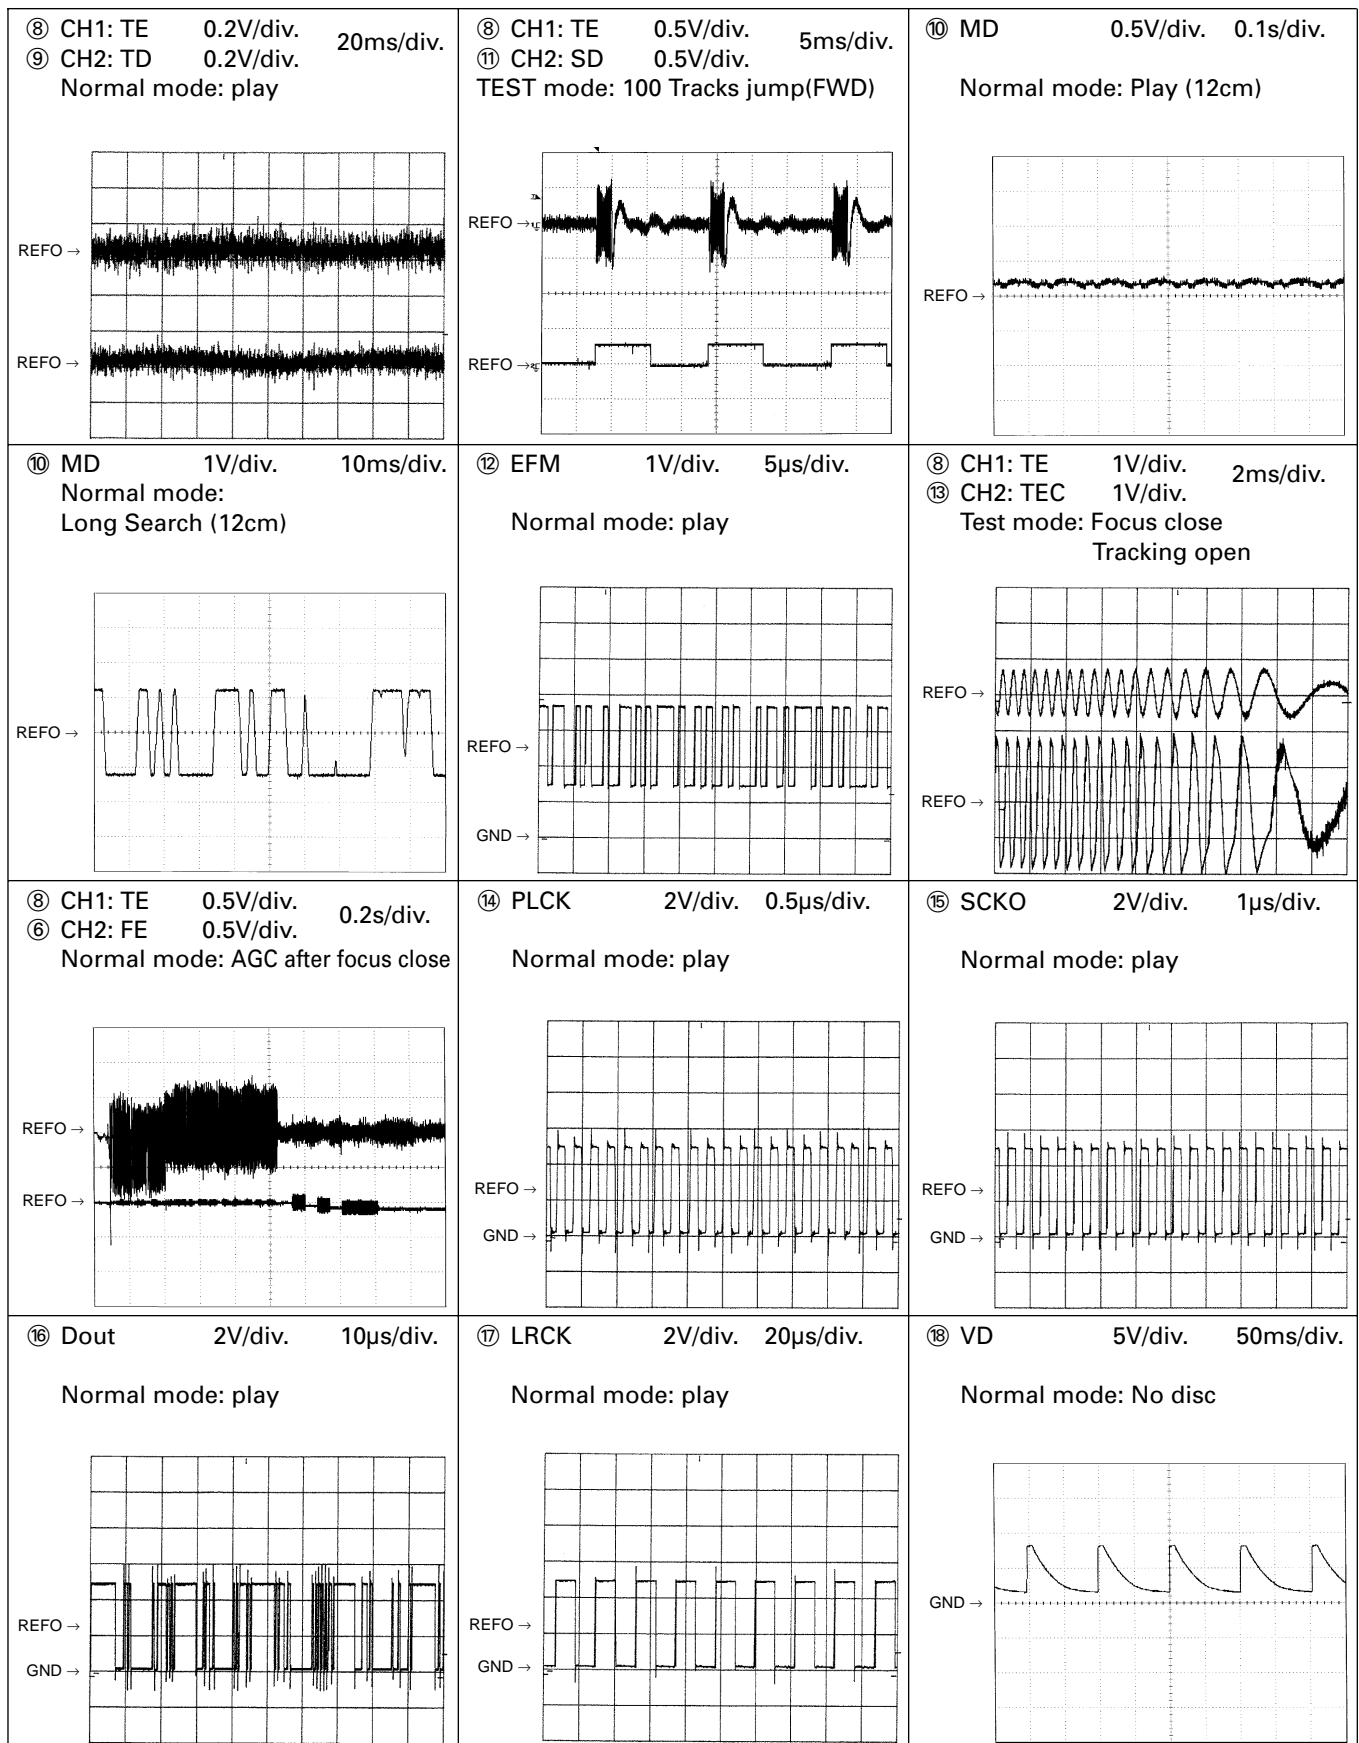 ⑧ CH1: TE 0.2V/div. 20ms/div.
⑨ CH2: TD 0.2V/div.
Normal mode: play
REFO →
REFO →
⑧ CH1: TE 0.5V/div. 5ms/div.
⑪ CH2: SD 0.5V/div.
TEST mode: 100 Tracks jump(FWD)
REFO →
REFO →
⑩ MD 0.5V/div. 0.1s/div.
Normal mode: Play (12cm)
REFO →
⑩ MD 1V/div. 10ms/div.
Normal mode:
Long Search (12cm)
REFO →
⑫ EFM 1V/div. 5µs/div.
Normal mode: play
REFO →
GND →
⑧ CH1: TE 1V/div. 2ms/div.
⑬ CH2: TEC 1V/div.
Test mode: Focus close
Tracking open
REFO →
REFO →
⑧ CH1: TE 0.5V/div. 0.2s/div.
⑥ CH2: FE 0.5V/div.
Normal mode: AGC after focus close
REFO →
REFO →
⑭ PLCK 2V/div. 0.5µs/div.
Normal mode: play
REFO →
GND →
⑮ SCKO 2V/div. 1µs/div.
Normal mode: play
REFO →
GND →
⑯ Dout 2V/div. 10µs/div.
Normal mode: play
REFO →
GND →
⑰ LRCK 2V/div. 20µs/div.
Normal mode: play
REFO →
GND →
⑱ VD 5V/div. 50ms/div.
Normal mode: No disc
GND →